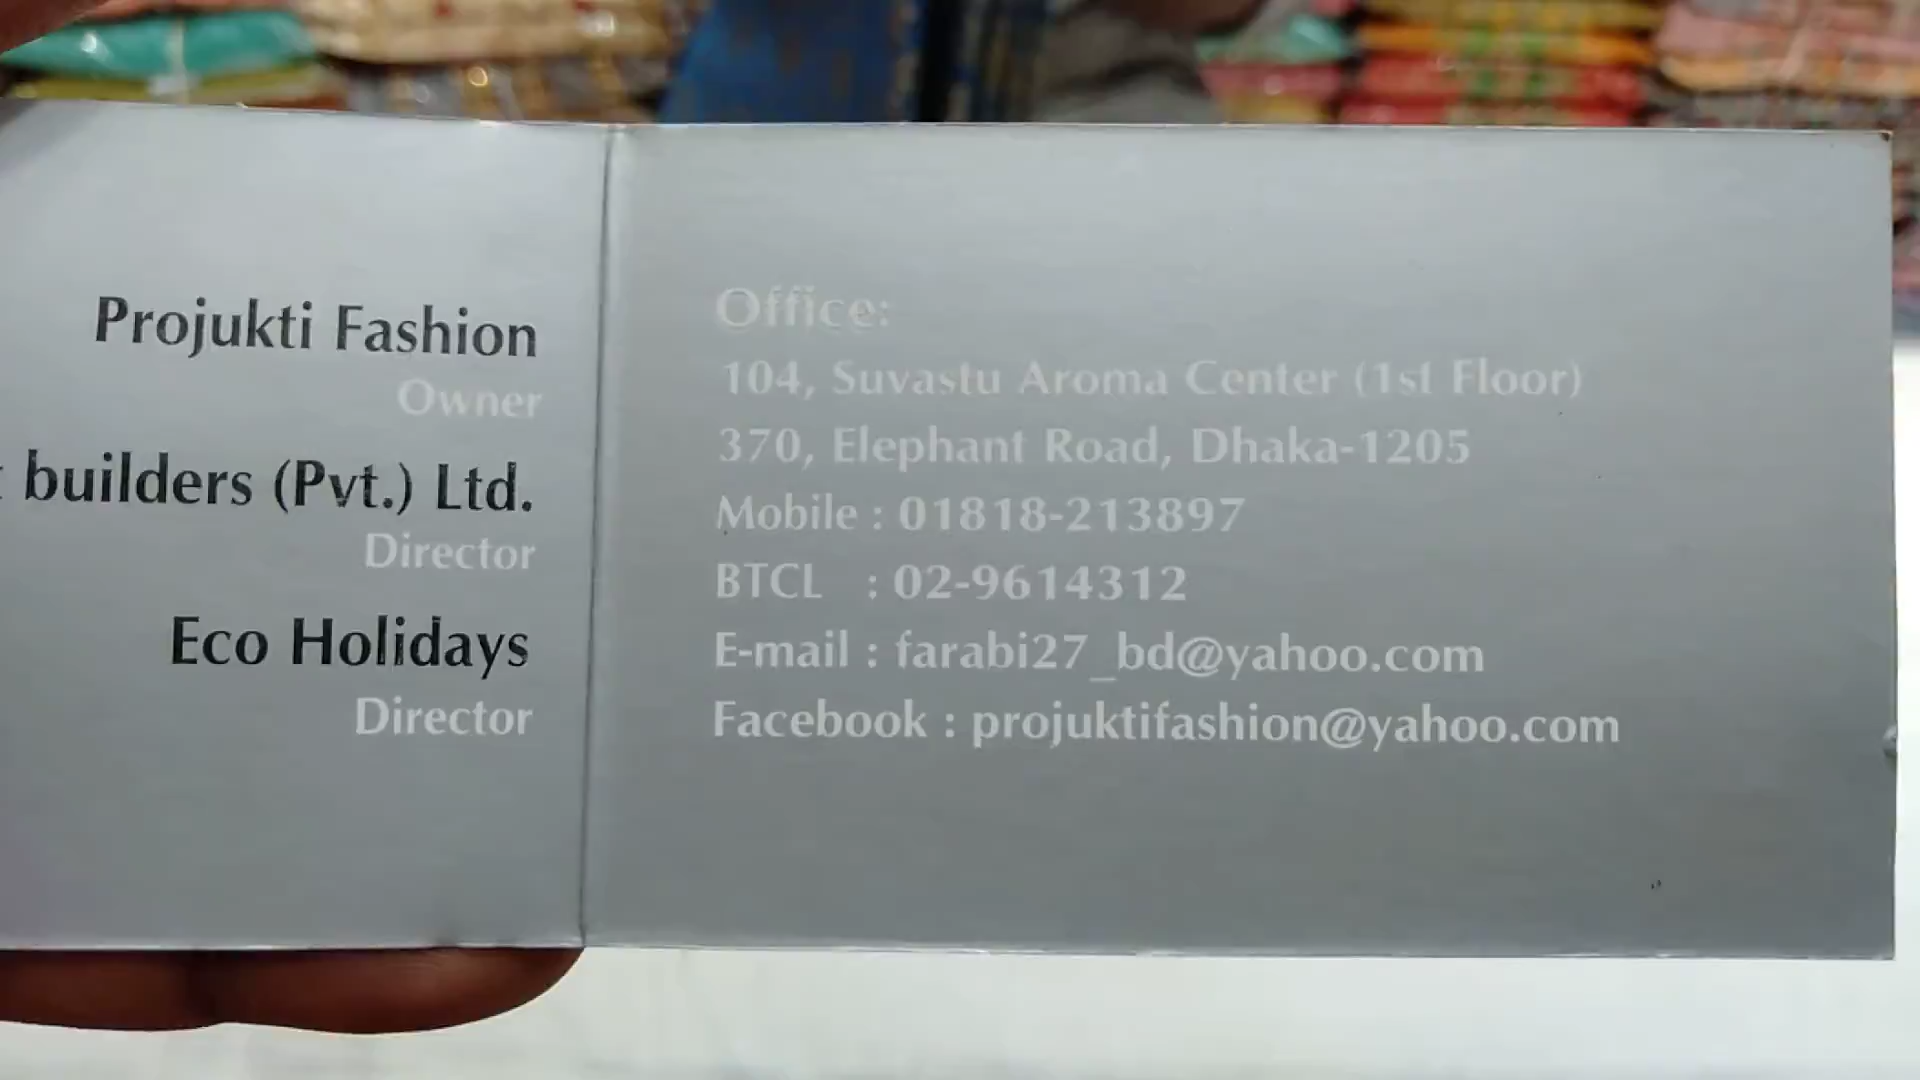 Projukti Fashion
Owner
builders (Pvt.) Ltd.
Director
Eco Holidays
Director
Office:
104, Suvastu Aroma Center (1st Floor)
370, Elephant Road, Dhaka-1205
Mobile : 01818-213897
BTCL : 02-9614312
E-mail : farabi27_bd@yahoo.com
Facebook : projuktifashion@yahoo.com